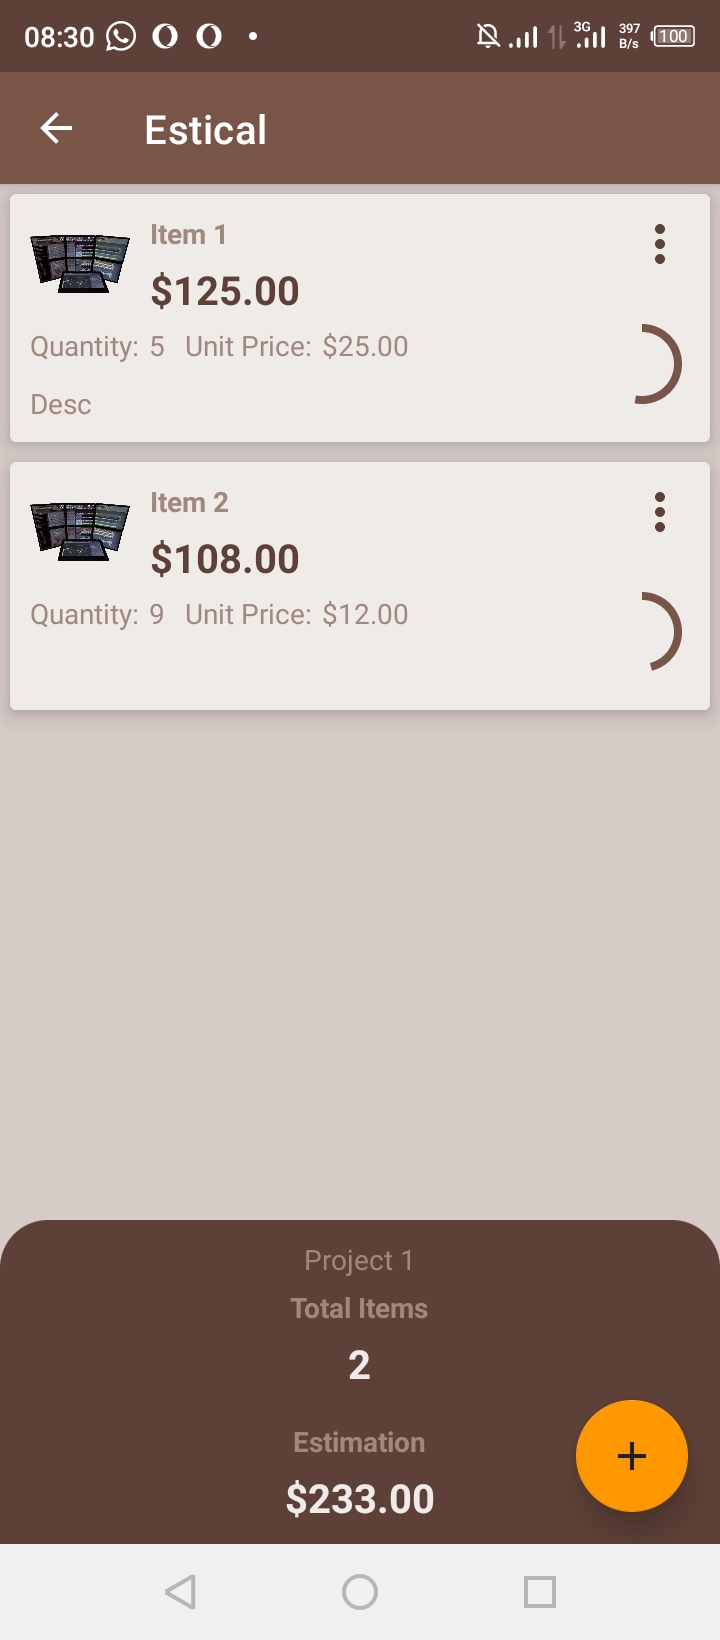 08:30 3G 397 B/s 100
Estical
Item 1
$125.00
Quantity: 5 Unit Price: $25.00
Desc
Item 2
$108.00
Quantity: 9 Unit Price: $12.00
Project 1
Total Items
2
Estimation
$233.00